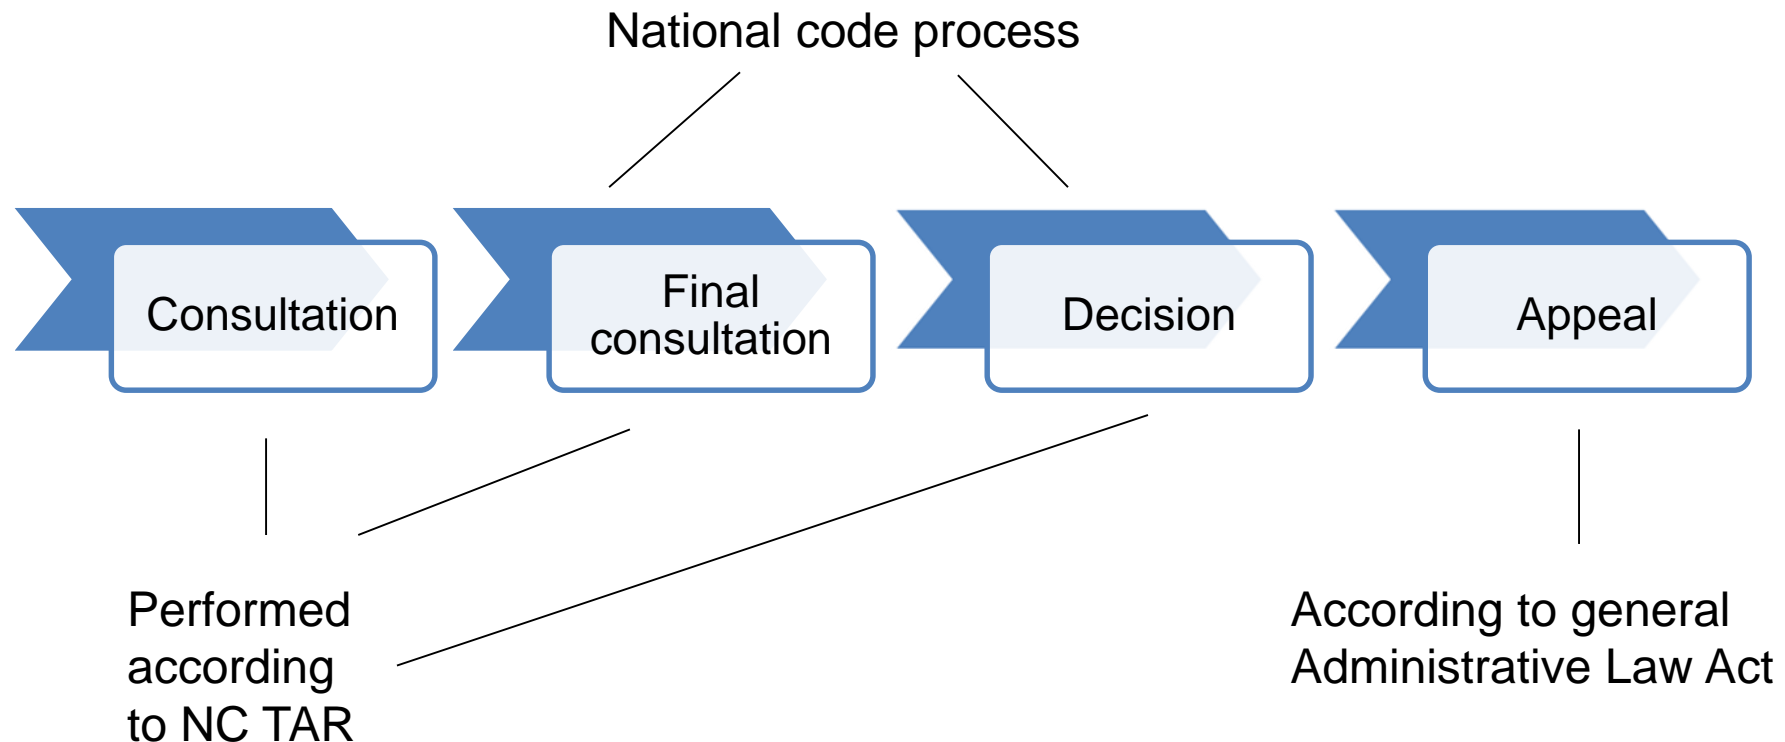 National code process
Consultation
Final
consultation
Decision
Appeal
Performed
according
to NC TAR
According to general
Administrative Law Act